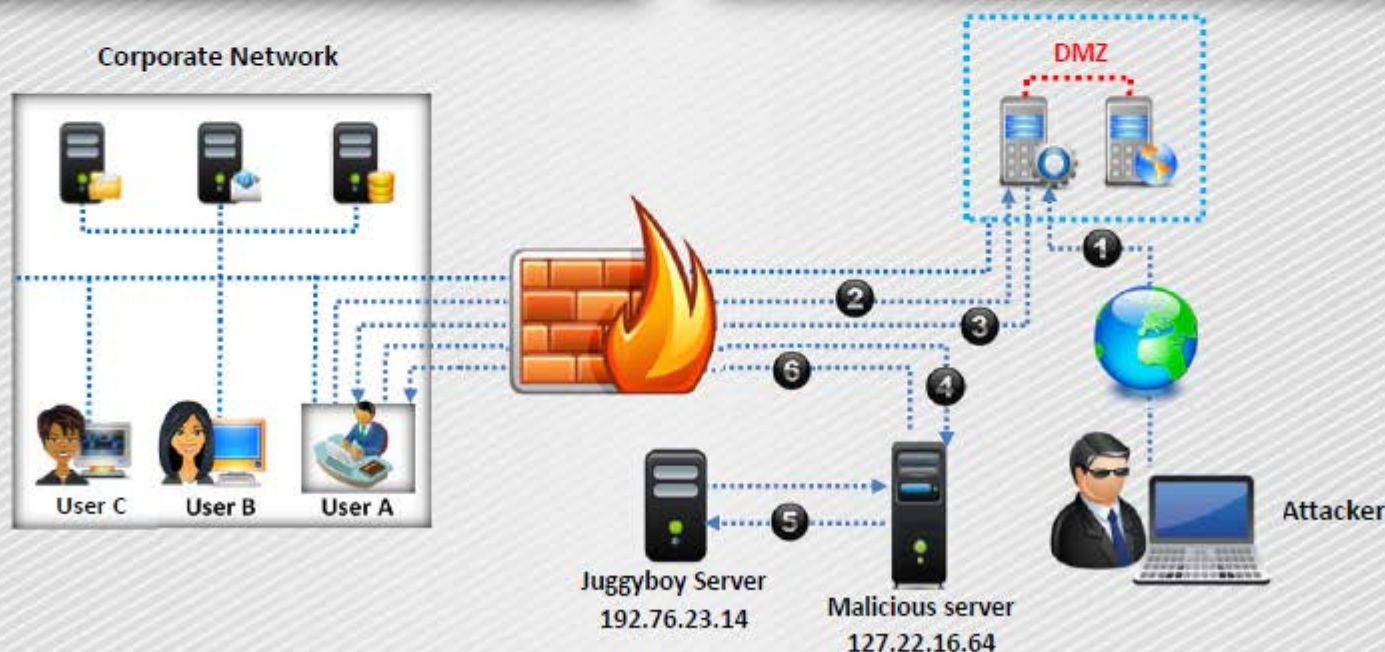 Corporate Network
DMZ
1
2
3
6
4
User C
User B
User A
5
Attacker
Juggyboy Server
192.76.23.14
Malicious server
127.22.16.64